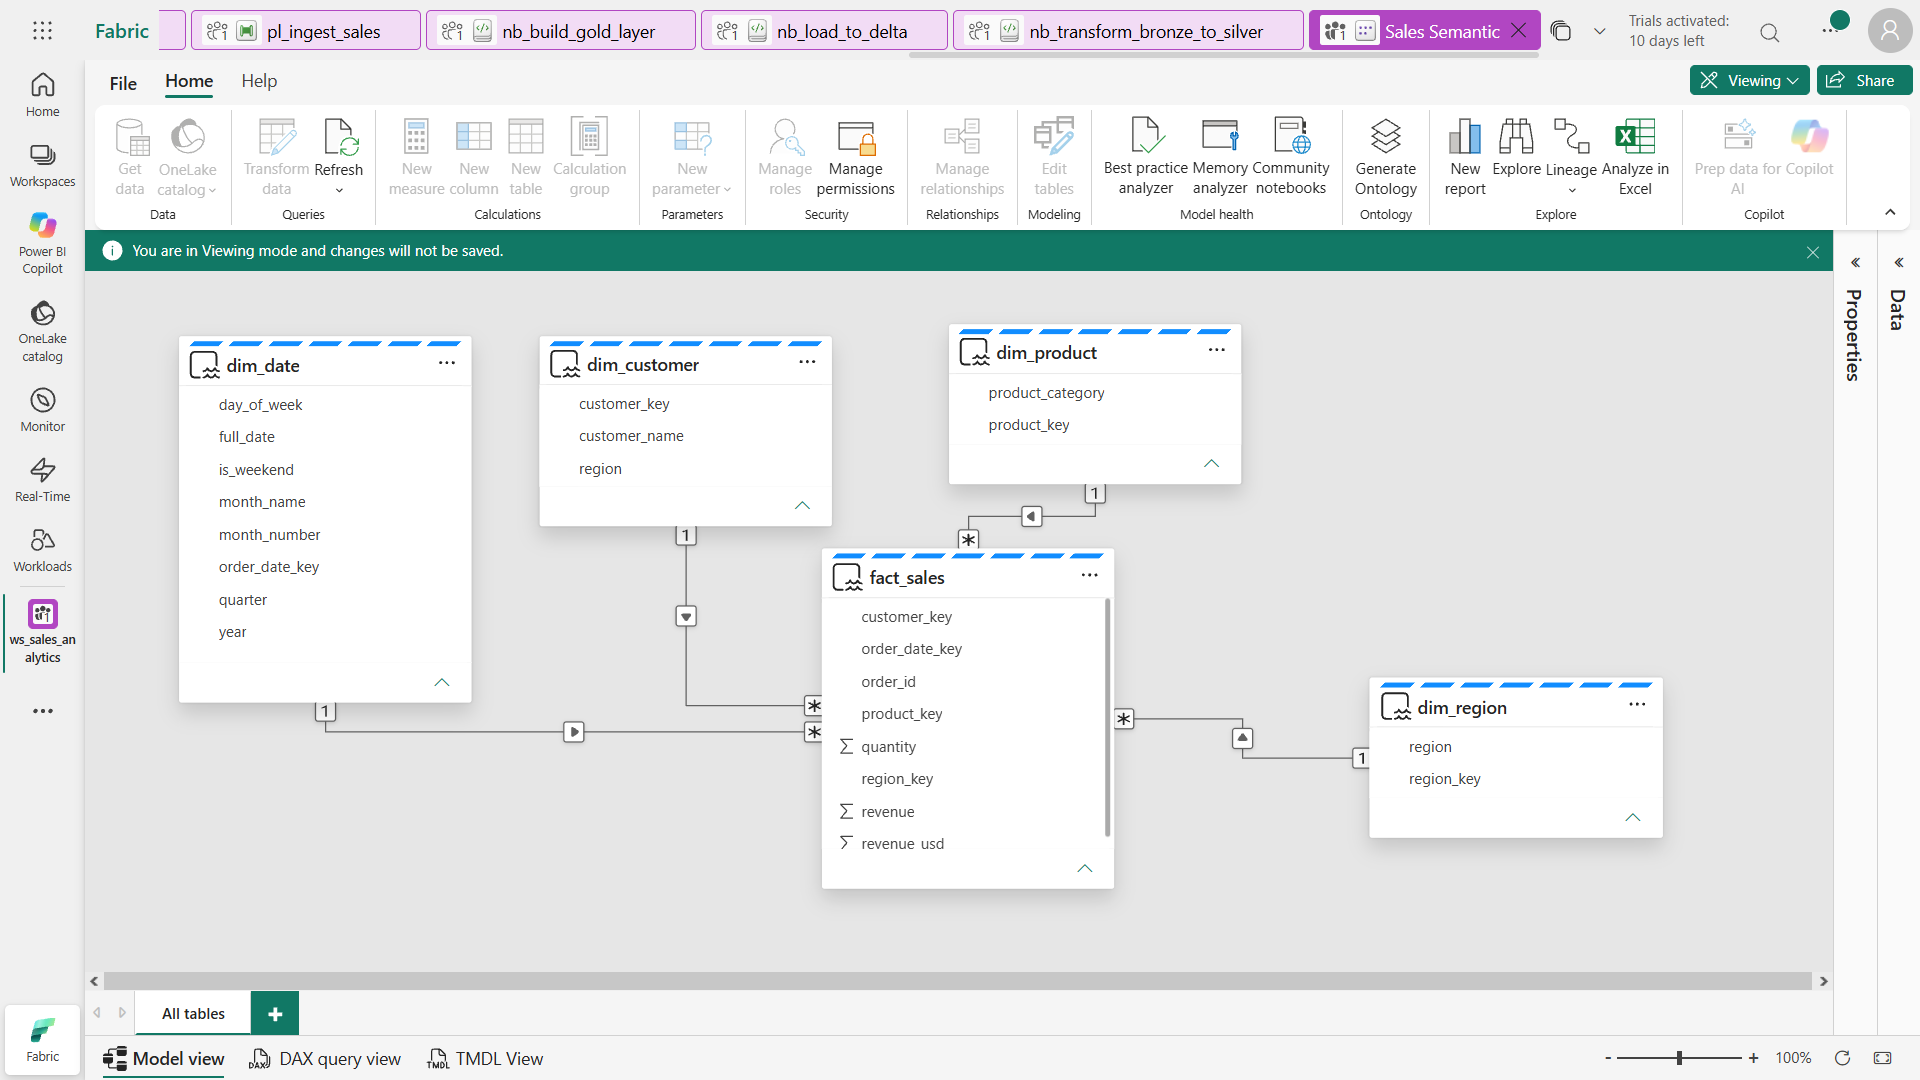 Fabric
pl_ingest_sales
nb_build_gold_layer
nb_load_to_delta
nb_transform_bronze_to_silver
Sales Semantic
Trials activated:
10 days left
File
Home
Help
Viewing
Share
Get
data
OneLake
catalog
Data
Transform
data
Refresh
Queries
New
measure
New
column
New
table
Calculation
group
Calculations
New
parameter
Parameters
Manage
roles
Manage
permissions
Security
Manage
relationships
Relationships
Edit
tables
Modeling
Best practice
analyzer
Memory
analyzer
Community
notebooks
Model health
Generate
Ontology
Ontology
New
report
Explore
Lineage
Analyze in
Excel
Explore
Prep data for
AI
Copilot
Copilot
You are in Viewing mode and changes will not be saved.
Home
Workspaces
Power BI
Copilot
OneLake
catalog
Monitor
Real-Time
Workloads
ws_sales_an
alytics
Fabric
dim_date
day_of_week
full_date
is_weekend
month_name
month_number
order_date_key
quarter
year
1
dim_customer
customer_key
customer_name
region
1
dim_product
product_category
product_key
1
*
fact_sales
customer_key
order_date_key
order_id
product_key
quantity
region_key
revenue
revenue_usd
*
*
*
1
dim_region
region
region_key
Properties
Data
All tables
+
Model view
DAX
DAX query view
TMDL
TMDL View
-
+
100%